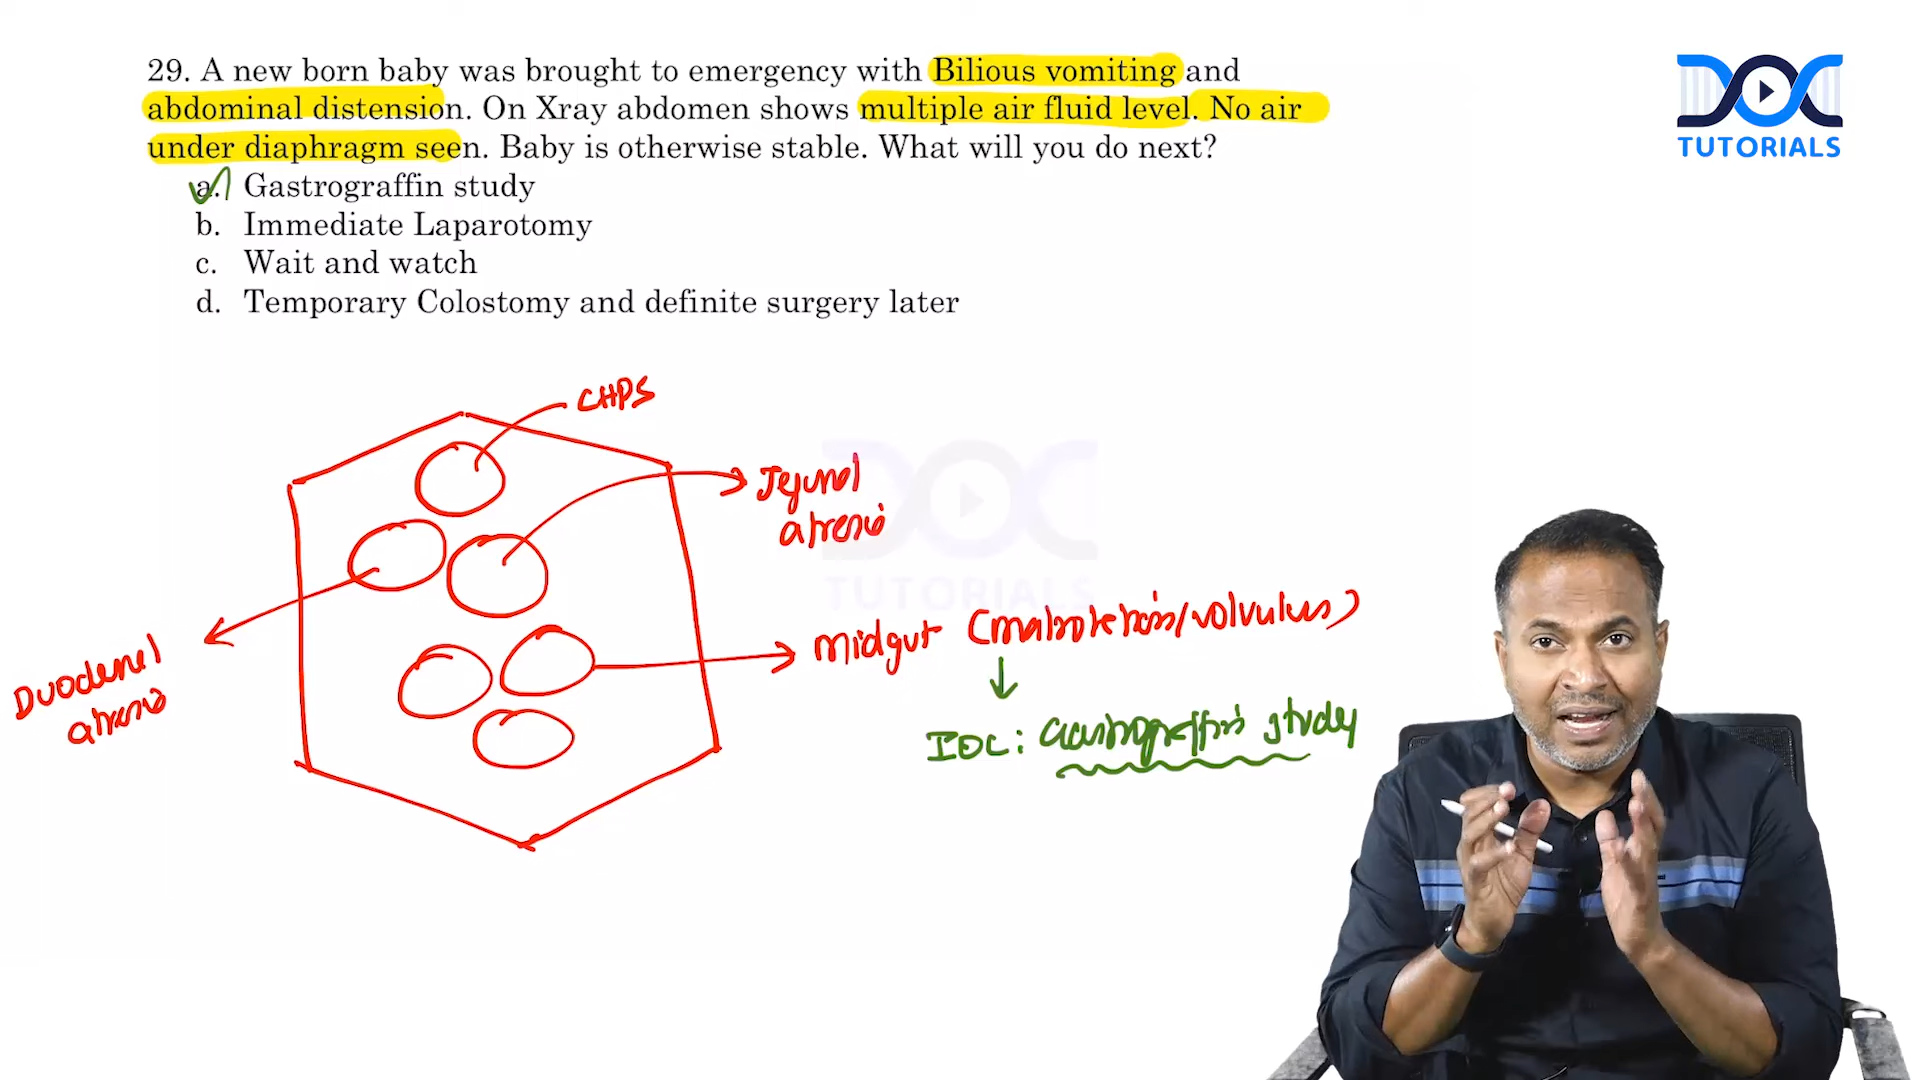 29. A new born baby was brought to emergency with Bilious vomiting and
abdominal distension. On Xray abdomen shows multiple air fluid level. No air
under diaphragm seen. Baby is otherwise stable. What will you do next?
a. Gastrograffin study
b. Immediate Laparotomy
c. Wait and watch
d. Temporary Colostomy and definite surgery later
DOC
TUTORIALS
CHPS
Jejunal
atresia
DOC
TUTORIALS
midgut (malrotation/volvulus)
Duodenal
atresia
IOC: Gastrograffin study